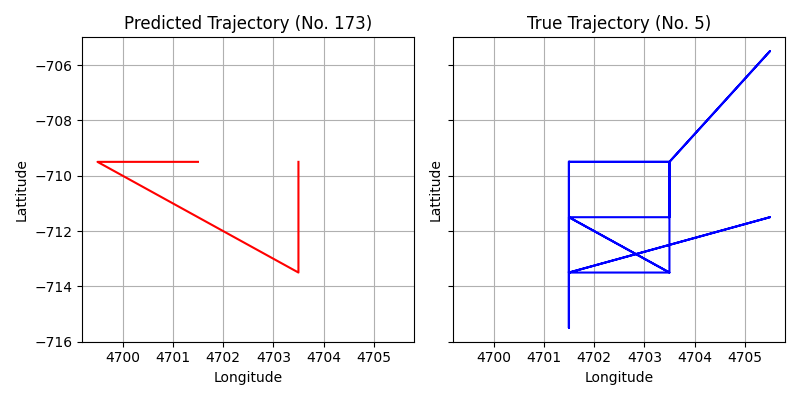 Predicted Trajectory (No. 173)
True Trajectory (No. 5)
−706
−708
−710
−712
−714
−716
Lattitude
Lattitude
4700 4701 4702 4703 4704 4705
4700 4701 4702 4703 4704 4705
Longitude
Longitude